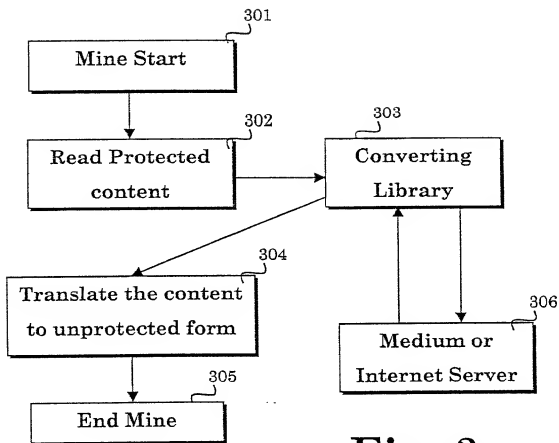 301
Mine Start
302
Read Protected
content
303
Converting
Library
304
Translate the content
to unprotected form
306
Medium or
Internet Server
305
End Mine